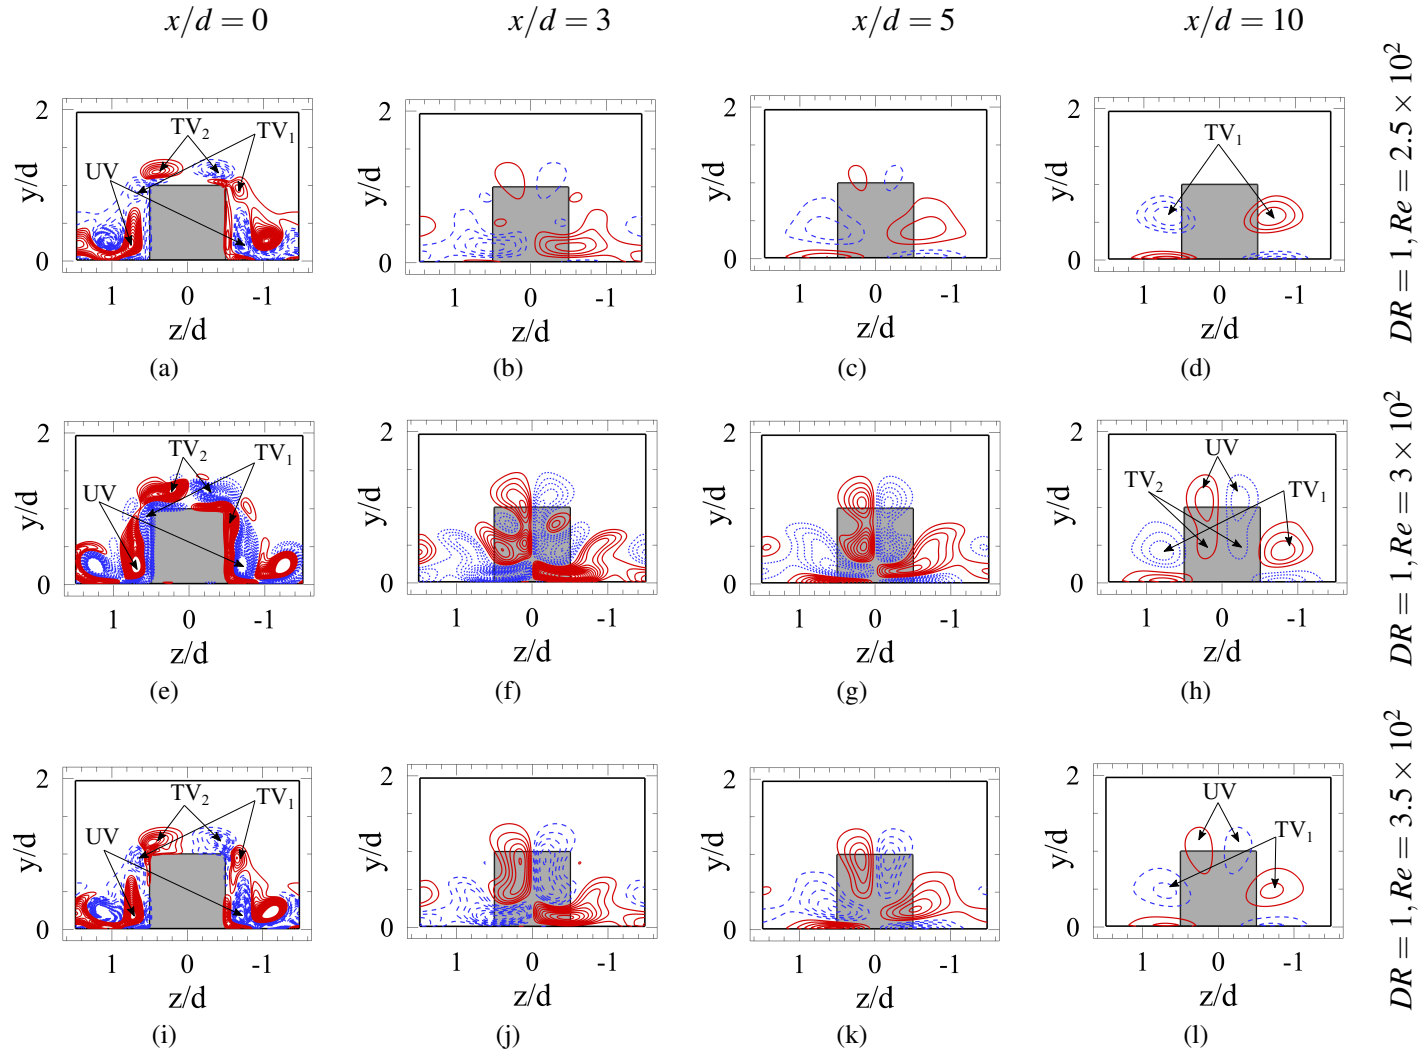 x/d = 0 x/d = 3 x/d = 5 x/d = 10
2 TV₂ TV₁ UV y/d 0 1 0 -1 z/d (a)
2 y/d 0 1 0 -1 z/d (b)
2 y/d 0 1 0 -1 z/d (c)
2 TV₁ y/d 0 1 0 -1 z/d (d)
DR = 1, Re = 2.5 × 10²
2 TV₂ TV₁ UV y/d 0 1 0 -1 z/d (e)
2 y/d 0 1 0 -1 z/d (f)
2 y/d 0 1 0 -1 z/d (g)
2 UV TV₂ TV₁ y/d 0 1 0 -1 z/d (h)
DR = 1, Re = 3 × 10²
2 TV₂ TV₁ UV y/d 0 1 0 -1 z/d (i)
2 y/d 0 1 0 -1 z/d (j)
2 y/d 0 1 0 -1 z/d (k)
2 UV TV₁ y/d 0 1 0 -1 z/d (l)
DR = 1, Re = 3.5 × 10²